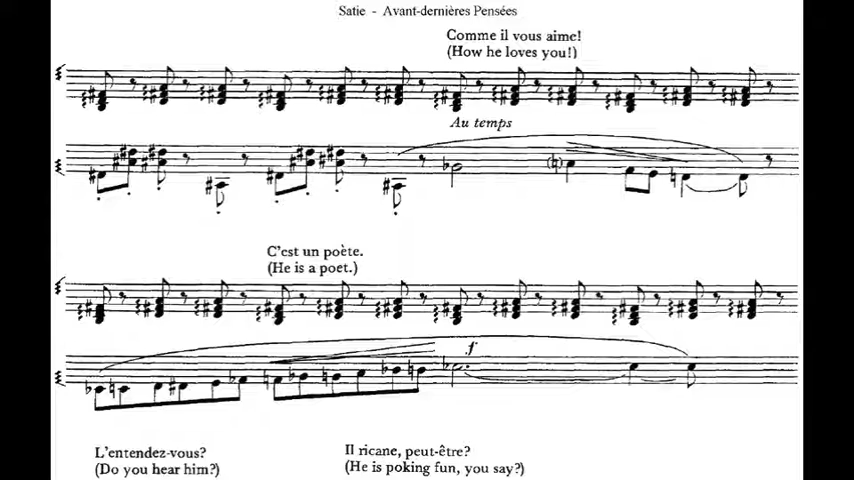 Satie - Avant-dernières Pensées
Comme il vous aime!
(How he loves you!)
Au temps
C'est un poète.
(He is a poet.)
f
L'entendez-vous?
(Do you hear him?)
Il ricane, peut-être?
(He is poking fun, you say?)